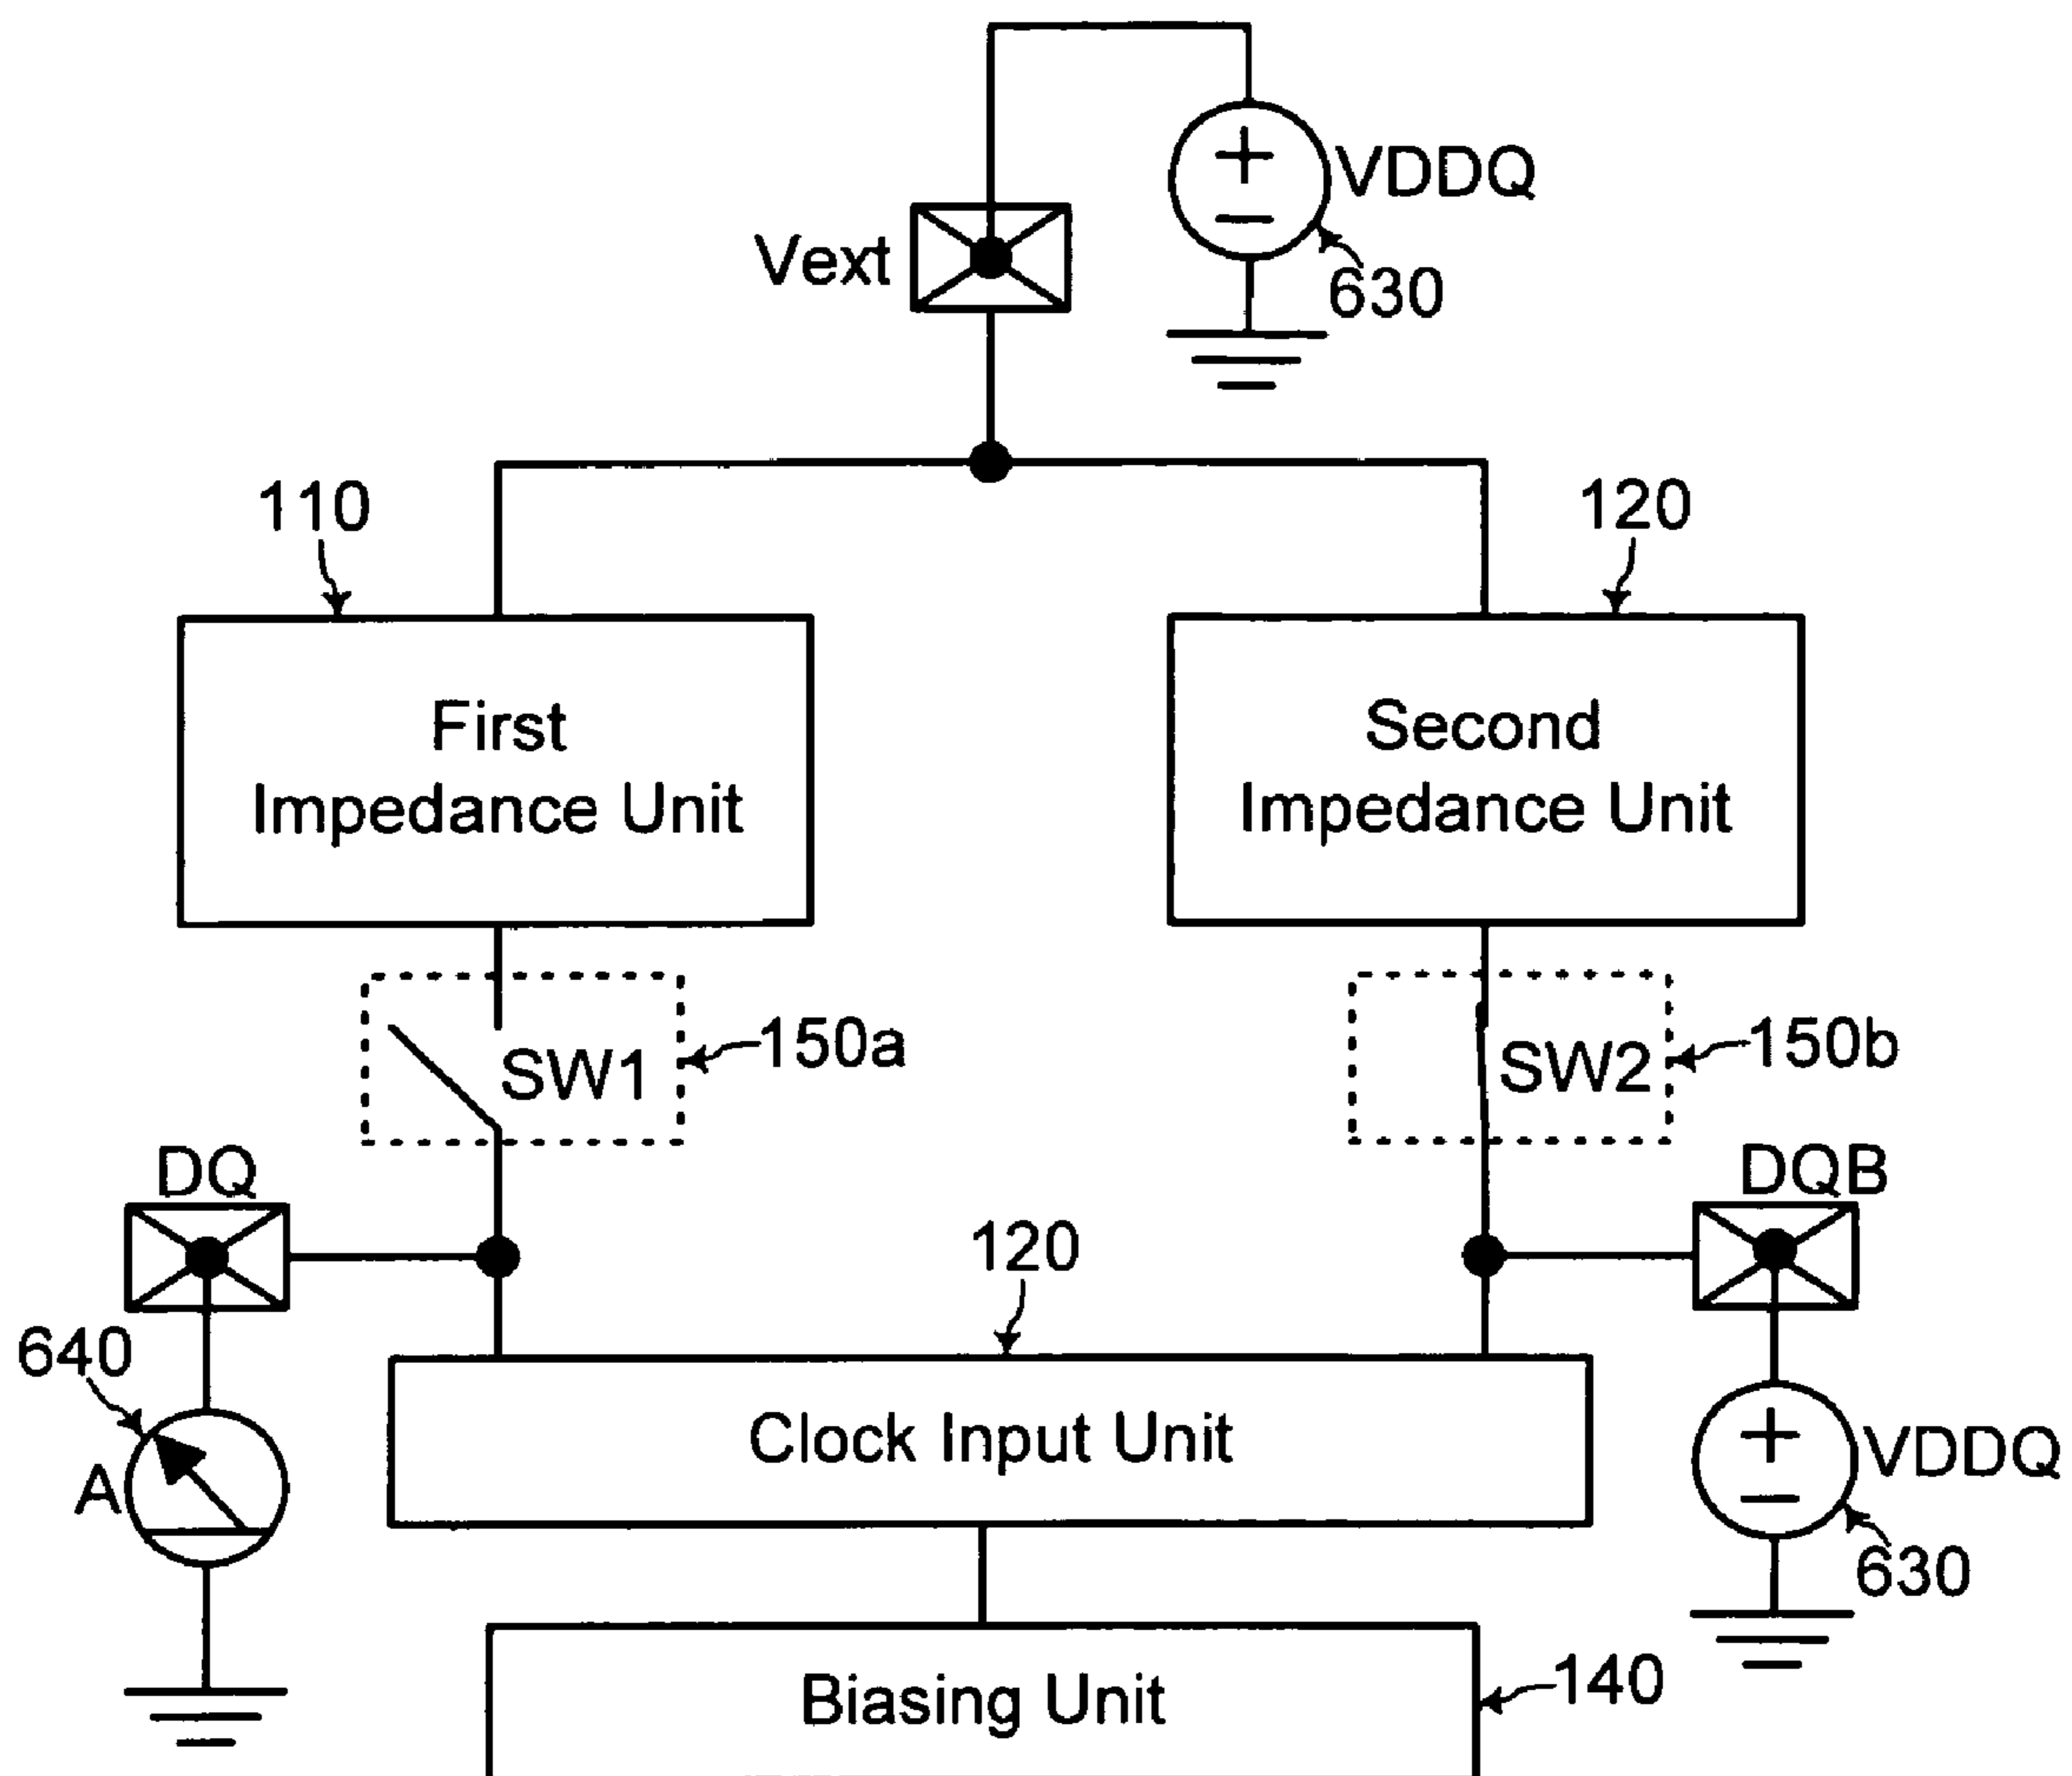 VDDQ
Vext
630
110
120
First
Impedance Unit
Second
Impedance Unit
SW1
150a
SW2
150b
DQ
DQB
120
640
Clock Input Unit
A
VDDQ
630
Biasing Unit
140